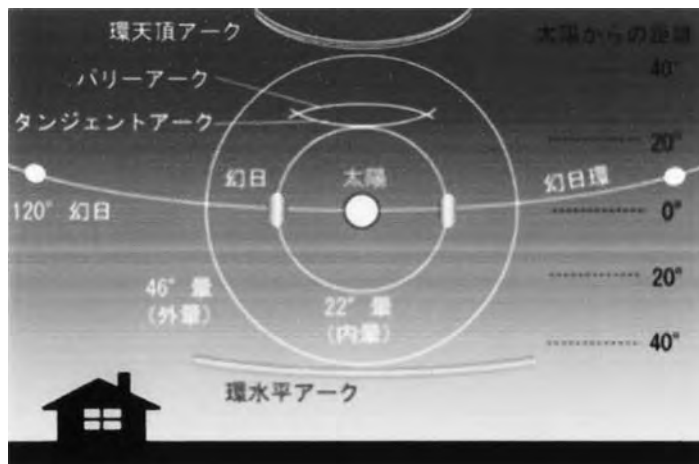 環天頂アーク
太陽からの距離
パリーアーク
40°
タンジェントアーク
20°
幻日
太陽
幻日環
120° 幻日
0°
46° 暈
(外暈)
22° 暈
(内暈)
20°
40°
環水平アーク